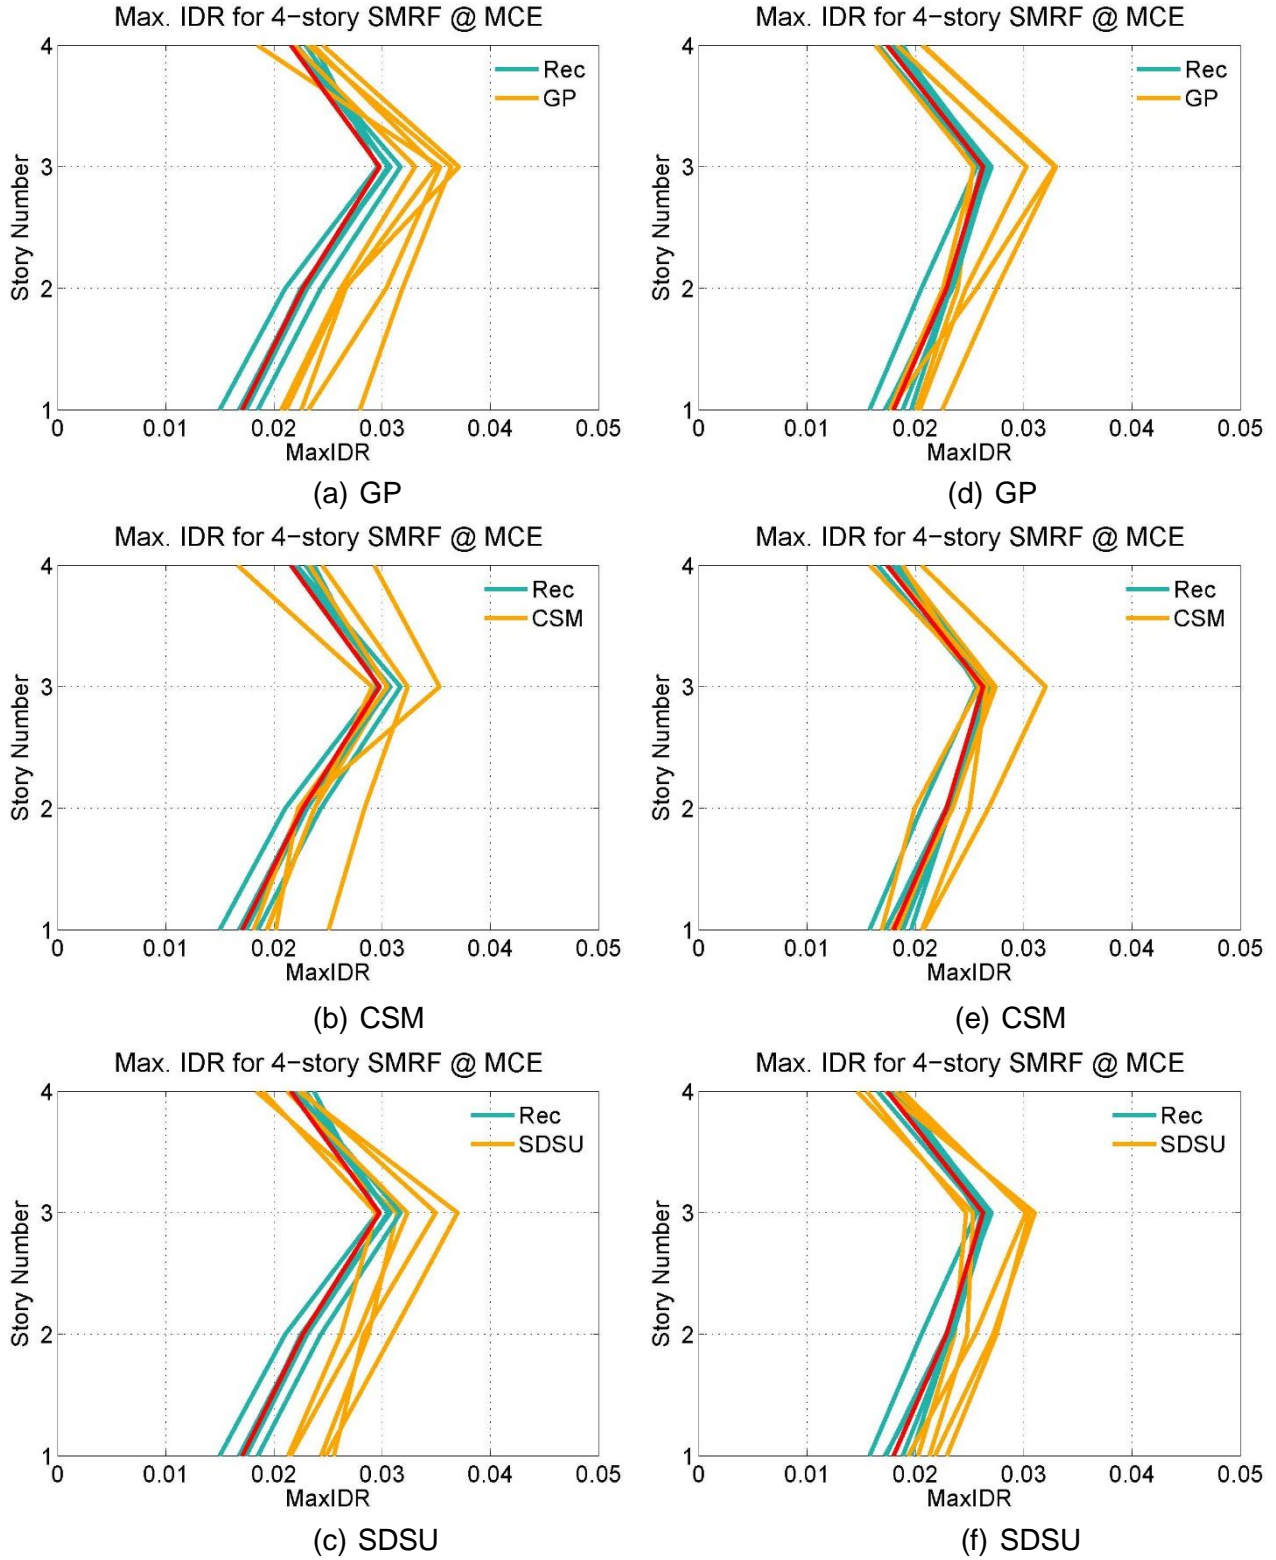 Max. IDR for 4−story SMRF @ MCE
4
3
2
1
Story Number
Rec
GP
0 0.01 0.02 0.03 0.04 0.05
MaxIDR
(a) GP
Max. IDR for 4−story SMRF @ MCE
4
3
2
1
Story Number
Rec
GP
0 0.01 0.02 0.03 0.04 0.05
MaxIDR
(d) GP
Max. IDR for 4−story SMRF @ MCE
4
3
2
1
Story Number
Rec
CSM
0 0.01 0.02 0.03 0.04 0.05
MaxIDR
(b) CSM
Max. IDR for 4−story SMRF @ MCE
4
3
2
1
Story Number
Rec
CSM
0 0.01 0.02 0.03 0.04 0.05
MaxIDR
(e) CSM
Max. IDR for 4−story SMRF @ MCE
4
3
2
1
Story Number
Rec
SDSU
0 0.01 0.02 0.03 0.04 0.05
MaxIDR
(c) SDSU
Max. IDR for 4−story SMRF @ MCE
4
3
2
1
Story Number
Rec
SDSU
0 0.01 0.02 0.03 0.04 0.05
MaxIDR
(f) SDSU